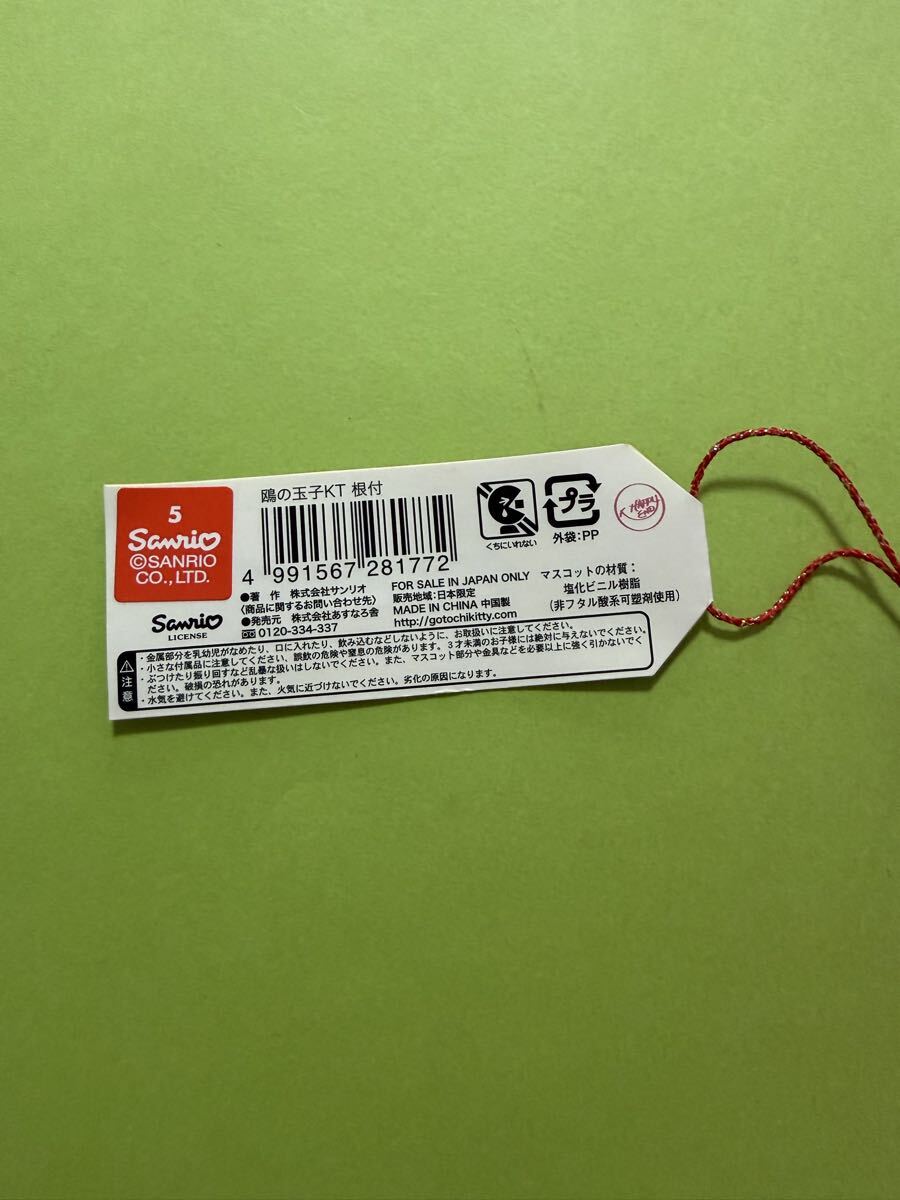 5
Sanrio
©SANRIO
CO., LTD.
Sanrio
LICENSE
鴎の玉子KT 根付
4 991567 281772
●著 作 株式会社サンリオ
〈商品に関するお問い合わせ先〉
●発売元 株式会社あすなろ舎
0120-334-337
FOR SALE IN JAPAN ONLY
販売地域:日本限定
MADE IN CHINA 中国製
http://gotochikitty.com
くちにいれない
プラ
外袋:PP
HAPPY
END
マスコットの材質:
塩化ビニル樹脂
(非フタル酸系可塑剤使用)
注意
・金属部分を乳幼児がなめたり、口に入れたり、飲み込むなどしないように、お取扱いに注意してください。
・小さな付属品に注意してください、誤飲の危険や窒息の危険があります。3才未満のお子様には絶対に与えないでください。
・ぶつけたり振り回すなど乱暴な扱いはしないでください。また、マスコット部分や金具などを必要以上に強く引かないでく
ださい。破損の恐れがあります。
・水気を避けてください。また、火気に近づけないでください。劣化の原因になります。